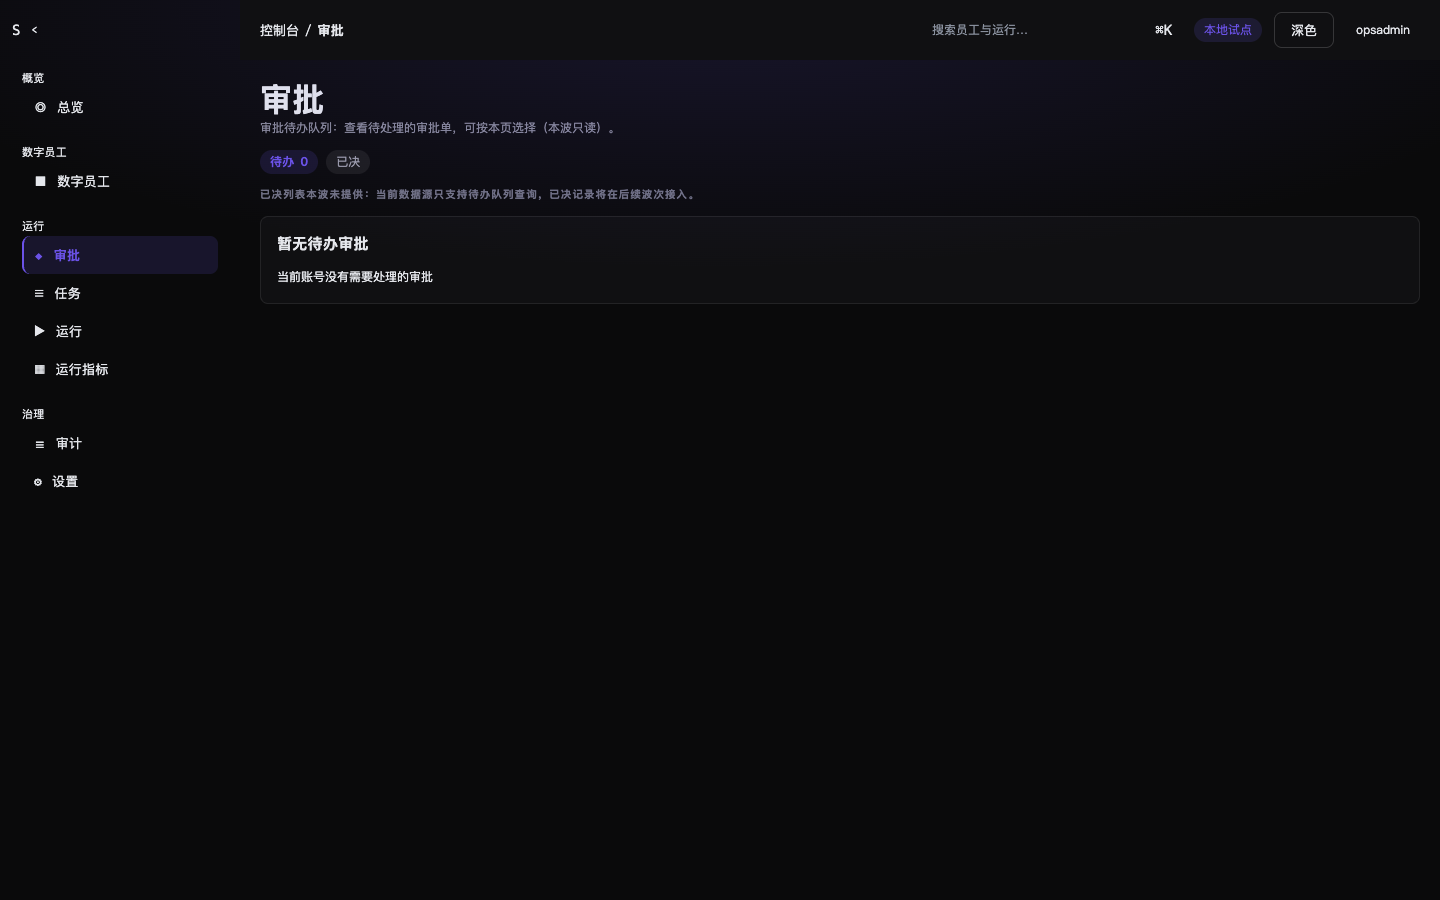 S <
控制台 / 审批
搜索员工与运行...
⌘K
本地试点
深色
opsadmin
概览
总览
数字员工
数字员工
运行
审批
任务
运行
运行指标
治理
审计
设置
审批
审批待办队列：查看待处理的审批单，可按本页选择（本波只读）。
待办 0
已决
已决列表本波未提供：当前数据源只支持待办队列查询，已决记录将在后续波次接入。
暂无待办审批
当前账号没有需要处理的审批